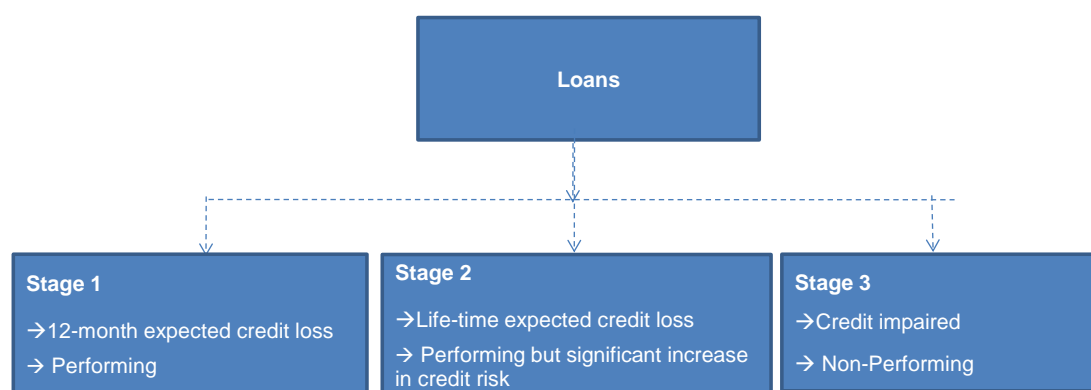 Loans
Stage 1
→12-month expected credit loss
→ Performing
Stage 2
→Life-time expected credit loss
→ Performing but significant increase
in credit risk
Stage 3
→Credit impaired
→ Non-Performing